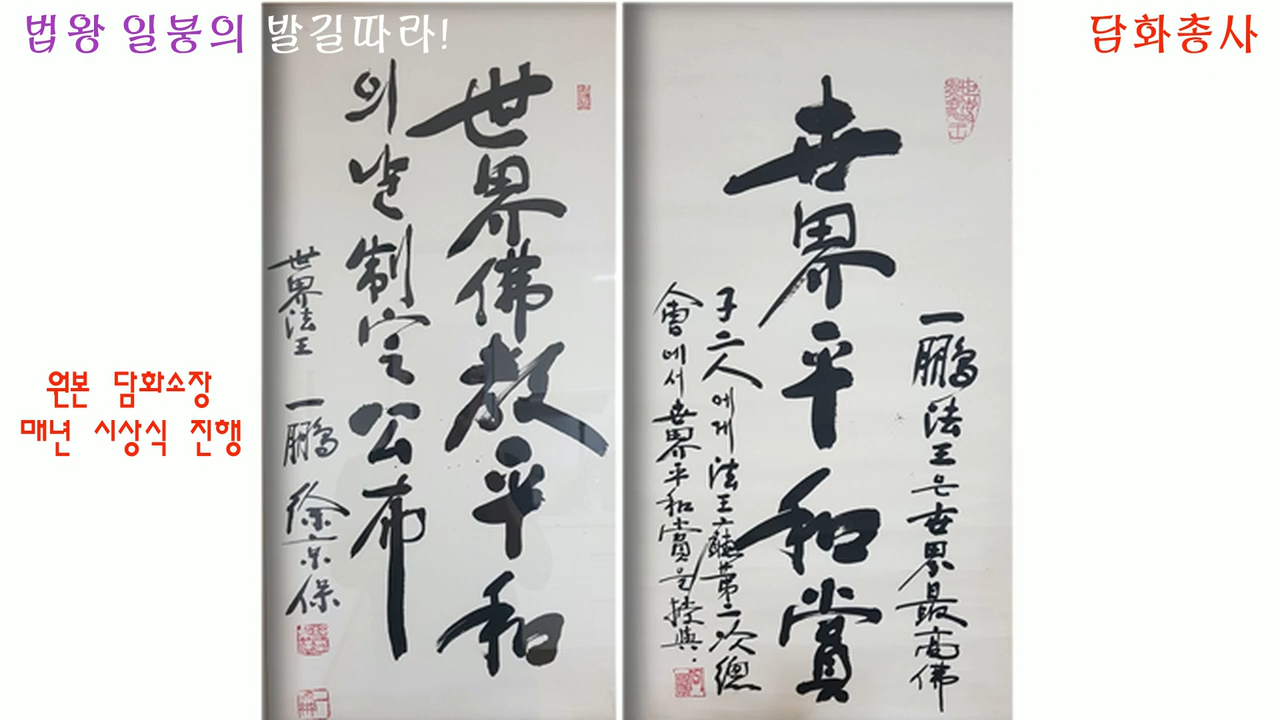 법왕 일붕의 발길따라!
담화총사
원본 담화소장
매년 시상식 진행
世界佛教平和
의날制定公布
世界法王 一鵬 徐京保
世界平和賞
一鵬法王은世界最高佛
子二人에게法王廳第二次總
會에서世界平和賞을授與.